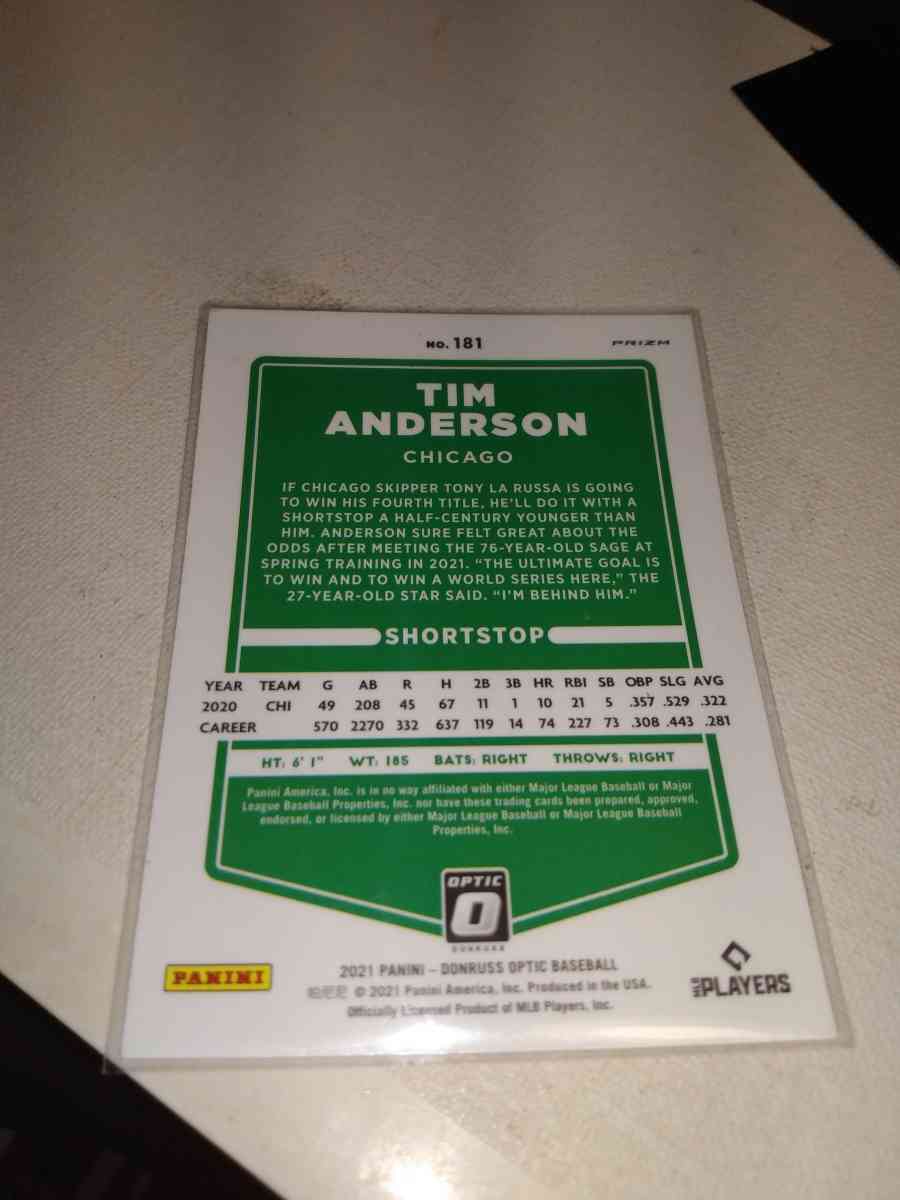 NO. 181
PRIZM
TIM
ANDERSON
CHICAGO
IF CHICAGO SKIPPER TONY LA RUSSA IS GOING
TO WIN HIS FOURTH TITLE, HE'LL DO IT WITH A
SHORTSTOP A HALF-CENTURY YOUNGER THAN
HIM. ANDERSON SURE FELT GREAT ABOUT THE
ODDS AFTER MEETING THE 76-YEAR-OLD SAGE AT
SPRING TRAINING IN 2021. “THE ULTIMATE GOAL IS
TO WIN AND TO WIN A WORLD SERIES HERE,” THE
27-YEAR-OLD STAR SAID. “I'M BEHIND HIM.”
SHORTSTOP
YEAR TEAM G AB R H 2B 3B HR RBI SB OBP SLG AVG
2020 CHI 49 208 45 67 11 1 10 21 5 .357 .529 .322
CAREER 570 2270 332 637 119 14 74 227 73 .308 .443 .281
HT: 6' 1" WT: 185 BATS: RIGHT THROWS: RIGHT
Panini America, Inc. is in no way affiliated with either Major League Baseball or Major
League Baseball Properties, Inc. nor have these trading cards been prepared, approved,
endorsed, or licensed by either Major League Baseball or Major League Baseball
Properties, Inc.
OPTIC
O
DONRUSS
PANINI
2021 PANINI – DONRUSS OPTIC BASEBALL
帕尼尼 © 2021 Panini America, Inc. Produced in the USA.
Officially Licensed Product of MLB Players, Inc.
MLB PLAYERS